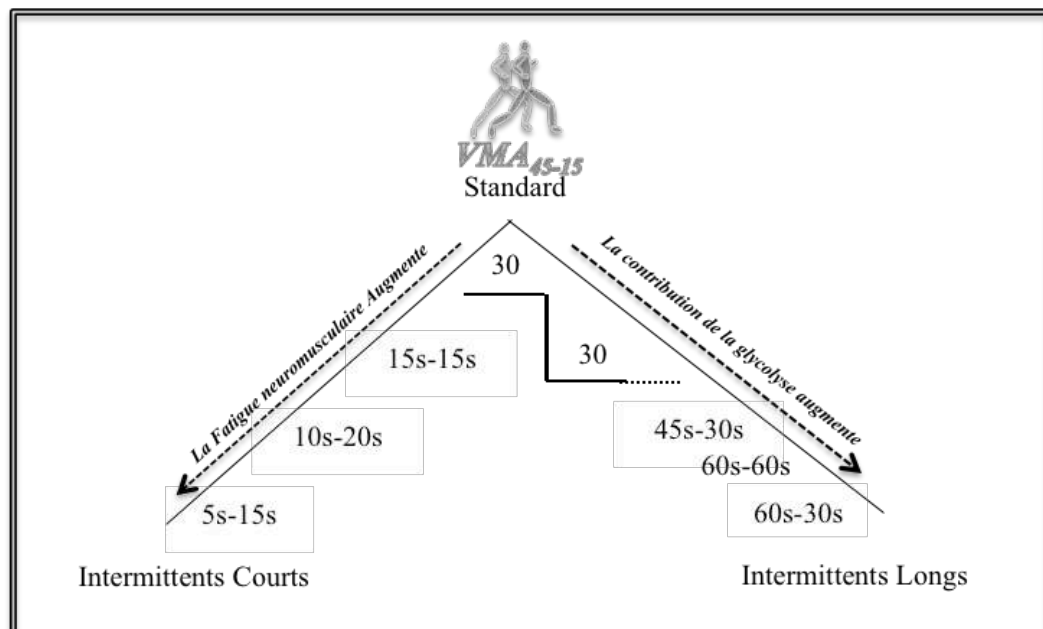 VMA45-15
Standard
La Fatigue neuromusculaire Augmente
La contribution de la glycolyse augmente
30
30
15s-15s
10s-20s
5s-15s
45s-30s
60s-60s
60s-30s
Intermittents Courts
Intermittents Longs